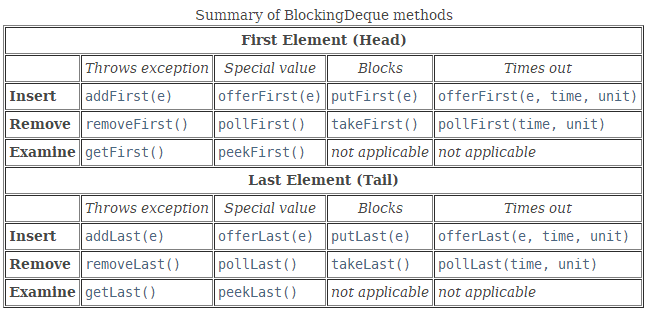 Summary of BlockingDeque methods
First Element (Head)
Throws exception Special value Blocks Times out
Insert addFirst(e) offerFirst(e) putFirst(e) offerFirst(e, time, unit)
Remove removeFirst() pollFirst() takeFirst() pollFirst(time, unit)
Examine getFirst() peekFirst() not applicable not applicable
Last Element (Tail)
Throws exception Special value Blocks Times out
Insert addLast(e) offerLast(e) putLast(e) offerLast(e, time, unit)
Remove removeLast() pollLast() takeLast() pollLast(time, unit)
Examine getLast() peekLast() not applicable not applicable